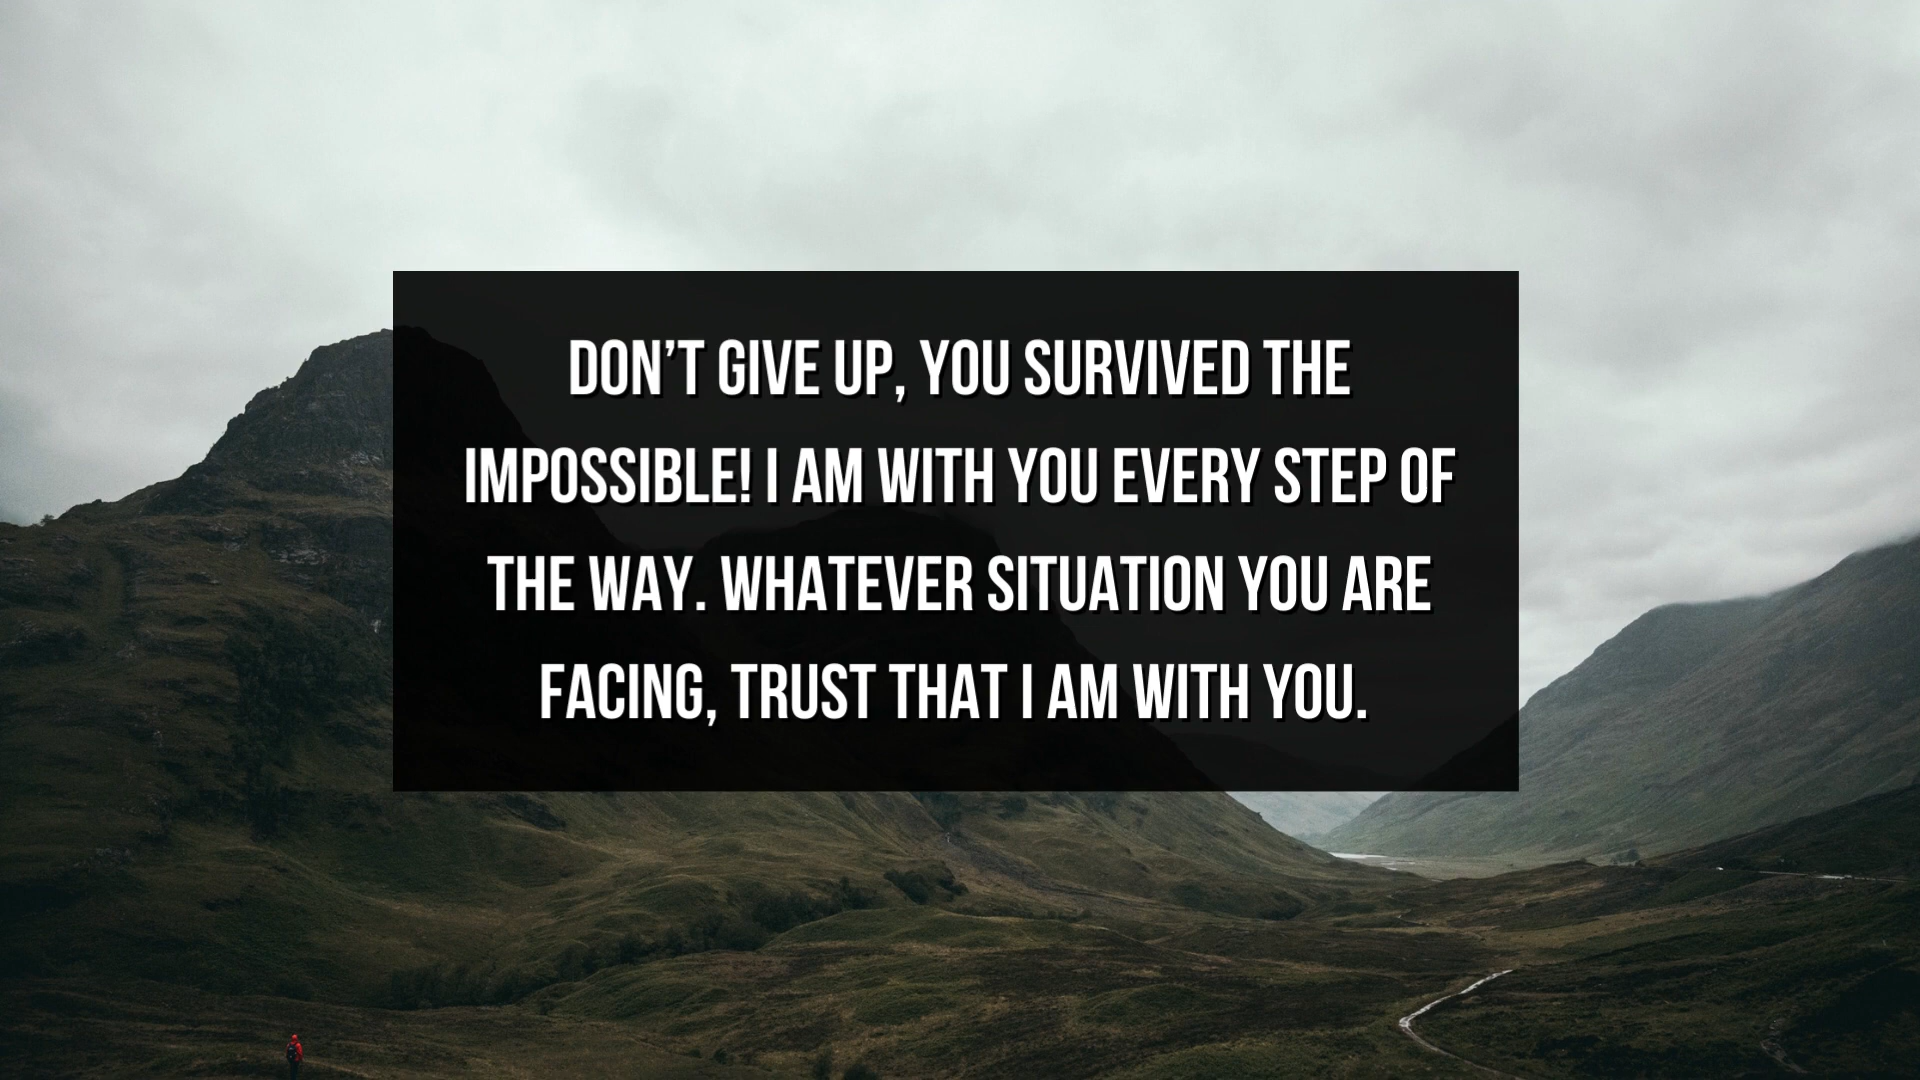 DON’T GIVE UP, YOU SURVIVED THE
IMPOSSIBLE! I AM WITH YOU EVERY STEP OF
THE WAY. WHATEVER SITUATION YOU ARE
FACING, TRUST THAT I AM WITH YOU.